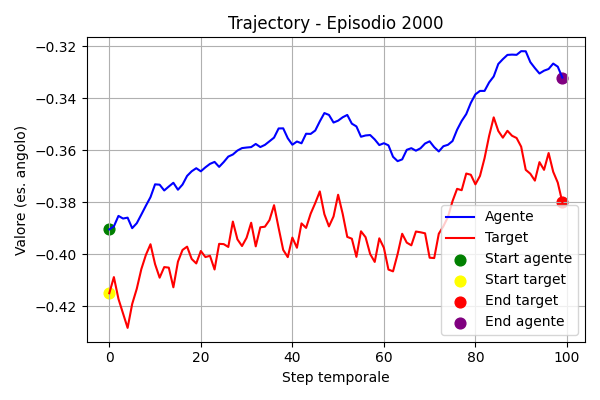 Trajectory - Episodio 2000
Valore (es. angolo)
−0.32
−0.34
−0.36
−0.38
−0.40
−0.42
0
20
40
60
80
100
Step temporale
Agente
Target
Start agente
Start target
End target
End agente